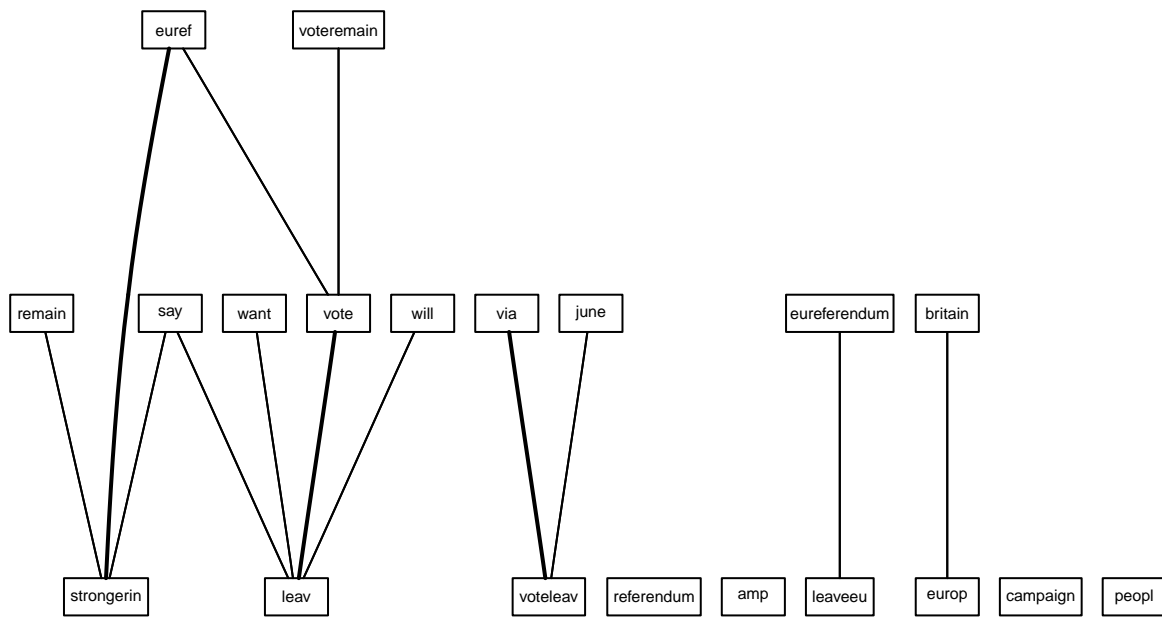 euref
voteremain
remain
say
want
vote
will
via
june
eureferendum
britain
strongerin
leav
voteleav
referendum
amp
leaveeu
europ
campaign
peopl